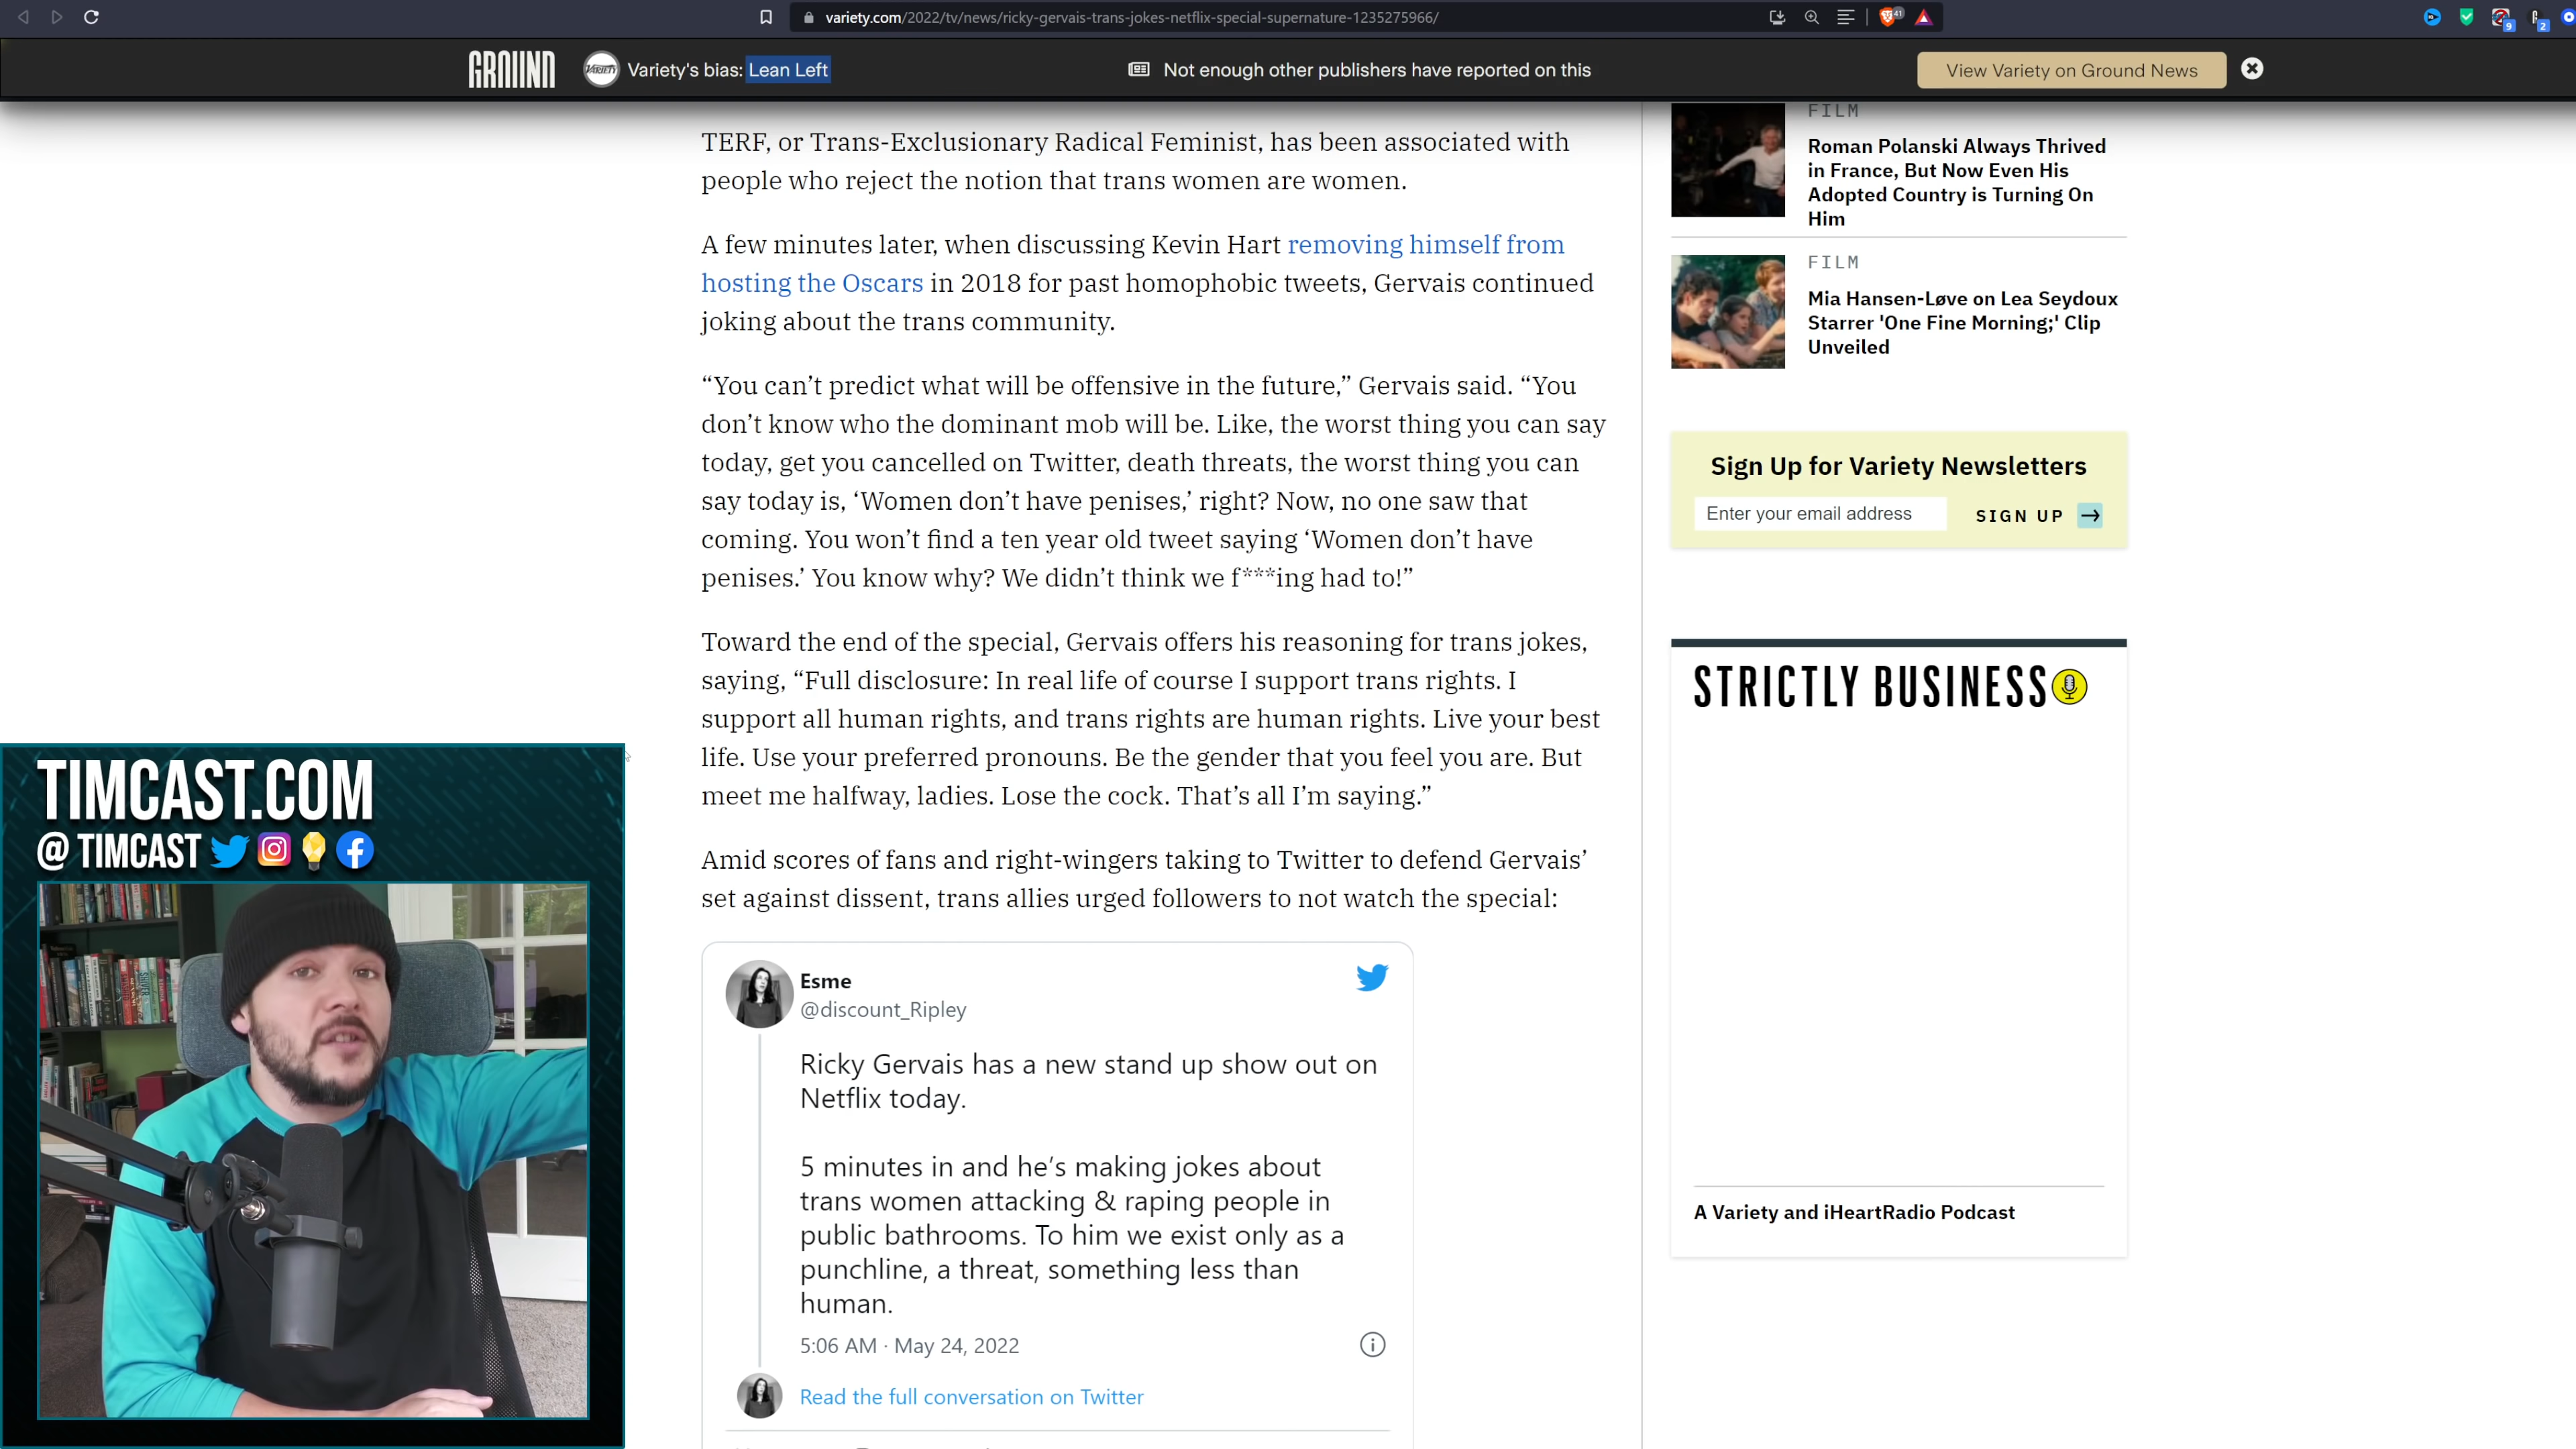 variety.com/2022/tv/news/ricky-gervais-trans-jokes-netflix-special-supernature-1235275966/
41
9
2
GROUND
VARIETY
Variety's bias: Lean Left
Not enough other publishers have reported on this
View Variety on Ground News
TERF, or Trans-Exclusionary Radical Feminist, has been associated with
people who reject the notion that trans women are women.
A few minutes later, when discussing Kevin Hart removing himself from
hosting the Oscars in 2018 for past homophobic tweets, Gervais continued
joking about the trans community.
“You can’t predict what will be offensive in the future,” Gervais said. “You
don’t know who the dominant mob will be. Like, the worst thing you can say
today, get you cancelled on Twitter, death threats, the worst thing you can
say today is, ‘Women don’t have penises,’ right? Now, no one saw that
coming. You won’t find a ten year old tweet saying ‘Women don’t have
penises.’ You know why? We didn’t think we f***ing had to!”
Toward the end of the special, Gervais offers his reasoning for trans jokes,
saying, “Full disclosure: In real life of course I support trans rights. I
support all human rights, and trans rights are human rights. Live your best
life. Use your preferred pronouns. Be the gender that you feel you are. But
meet me halfway, ladies. Lose the cock. That’s all I’m saying.”
Amid scores of fans and right-wingers taking to Twitter to defend Gervais’
set against dissent, trans allies urged followers to not watch the special:
Esme
@discount_Ripley
Ricky Gervais has a new stand up show out on
Netflix today.
5 minutes in and he’s making jokes about
trans women attacking & raping people in
public bathrooms. To him we exist only as a
punchline, a threat, something less than
human.
5:06 AM · May 24, 2022
Read the full conversation on Twitter
FILM
Roman Polanski Always Thrived
in France, But Now Even His
Adopted Country is Turning On
Him
FILM
Mia Hansen-Løve on Lea Seydoux
Starrer 'One Fine Morning;' Clip
Unveiled
Sign Up for Variety Newsletters
Enter your email address
SIGN UP
STRICTLY BUSINESS
A Variety and iHeartRadio Podcast
TIMCAST.COM
@ TIMCAST